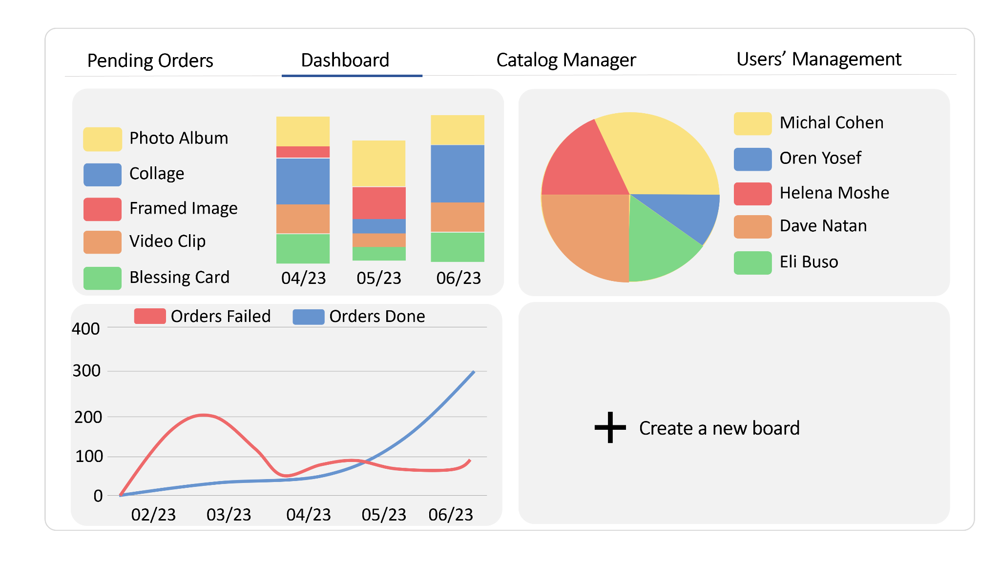 Pending Orders
Dashboard
Catalog Manager
Users’ Management
Photo Album
Collage
Framed Image
Video Clip
Blessing Card
04/23
05/23
06/23
Michal Cohen
Oren Yosef
Helena Moshe
Dave Natan
Eli Buso
Orders Failed
Orders Done
400
300
200
100
0
02/23
03/23
04/23
05/23
06/23
Create a new board